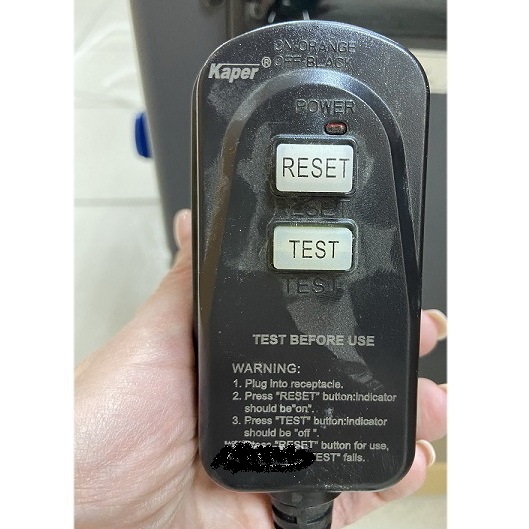 ON-ORANGE
OFF-BLACK
Kaper®
POWER
RESET
RESET
TEST
TEST
TEST BEFORE USE
WARNING:
1. Plug into receptacle.
2. Press "RESET" button:indicator
should be"on".
3. Press "TEST" button:indicator
should be "off ".
"RESET" button for use,
TEST" fails.